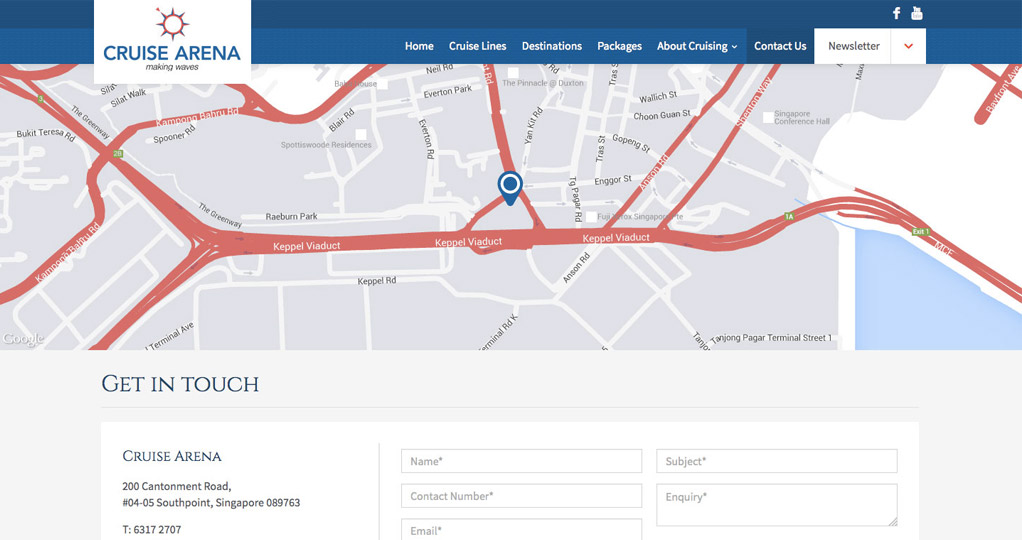 CRUISE ARENA
making waves
Home Cruise Lines Destinations Packages About Cruising Contact Us Newsletter
Neil Rd
The Pinnacle @ Duxton
Tras St
Silat Walk
Everton Park
Wallich St
Shenton Way
Bayfront Ave
The Greenway
Kampong Bahru Rd
Blair Rd
Choon Guan St
Singapore
Conference Hall
Bukit Teresa Rd
Spooner Rd
Everton Rd
Yan Kit Rd
Tras St
Gopeng St
Spottiswoode Residences
20
Anson Rd
Enggor St
Tg Pagar Rd
The Greenway
Raeburn Park
1A
Exit 1
Kampong Bahru Rd
Keppel Viaduct
Keppel Viaduct
Keppel Viaduct
MCE
Keppel Rd
Anson Rd
Google
Terminal Ave
Terminal Rd K
Tanjong Pagar Terminal Street 1
GET IN TOUCH
CRUISE ARENA
200 Cantonment Road,
#04-05 Southpoint, Singapore 089763
T: 6317 2707
Name*
Subject*
Contact Number*
Enquiry*
Email*